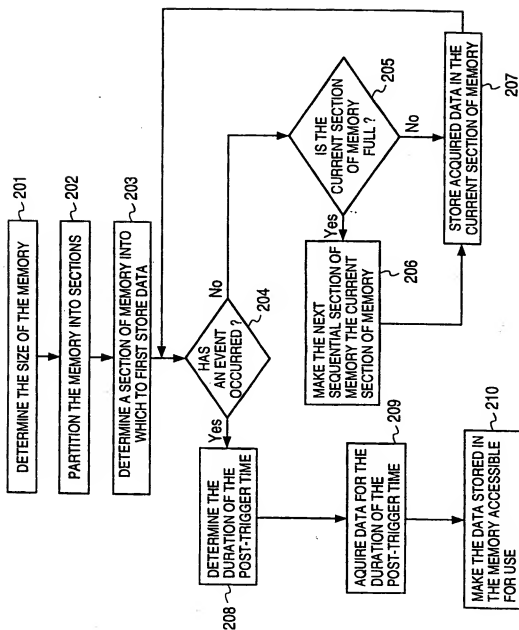 201
DETERMINE THE SIZE OF THE MEMORY
202
PARTITION THE MEMORY INTO SECTIONS
203
DETERMINE A SECTION OF MEMORY INTO
WHICH TO FIRST STORE DATA
204
HAS
AN EVENT
OCCURRED ?
Yes
No
205
IS THE
CURRENT SECTION
OF MEMORY
FULL ?
Yes
No
206
MAKE THE NEXT
SEQUENTIAL SECTION OF
MEMORY THE CURRENT
SECTION OF MEMORY
207
STORE ACQUIRED DATA IN THE
CURRENT SECTION OF MEMORY
208
DETERMINE THE
DURATION OF THE
POST-TRIGGER TIME
209
AQUIRE DATA FOR THE
DURATION OF THE
POST-TRIGGER TIME
210
MAKE THE DATA STORED IN
THE MEMORY ACCESSIBLE
FOR USE